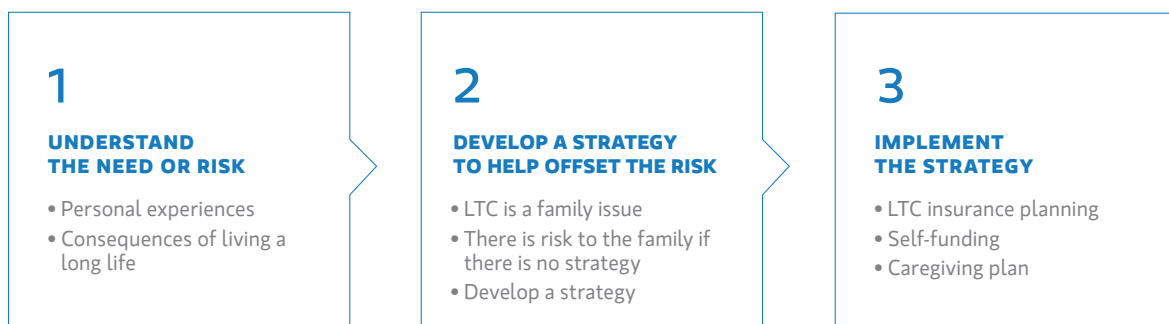 1
UNDERSTAND
THE NEED OR RISK
• Personal experiences
• Consequences of living a
long life
2
DEVELOP A STRATEGY
TO HELP OFFSET THE RISK
• LTC is a family issue
• There is risk to the family if
there is no strategy
• Develop a strategy
3
IMPLEMENT
THE STRATEGY
• LTC insurance planning
• Self-funding
• Caregiving plan